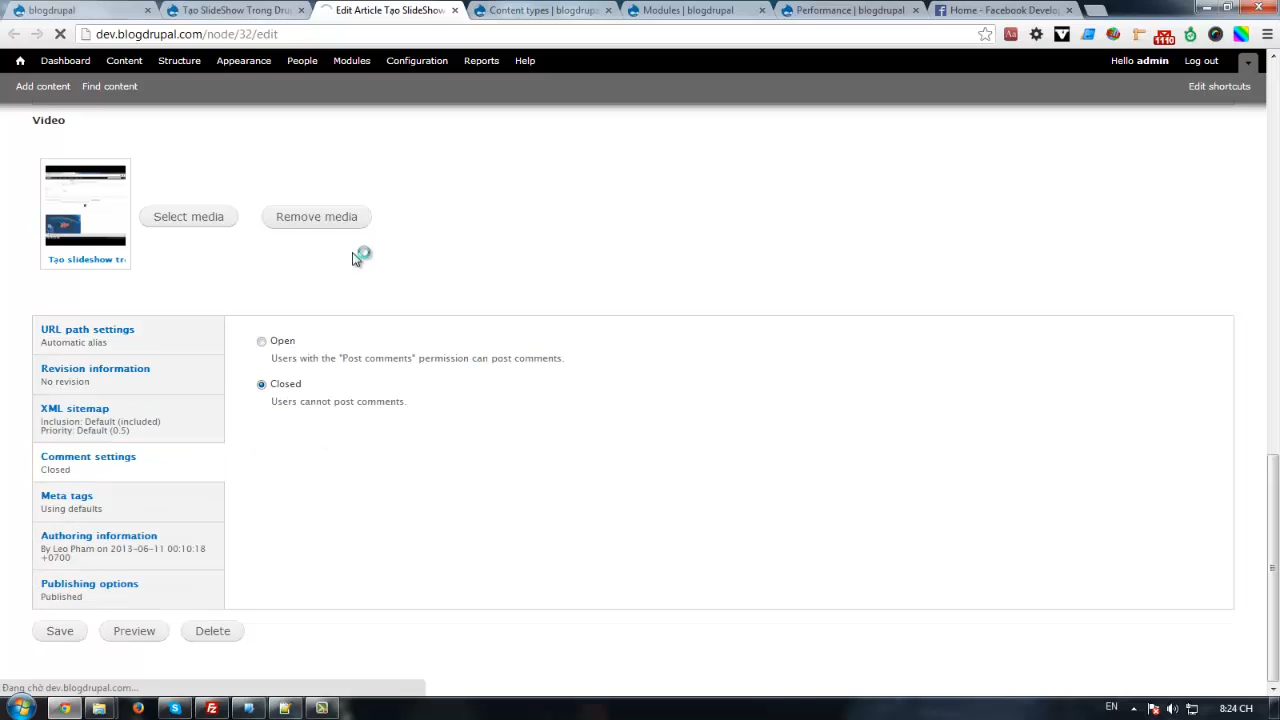 blogdrupal
Tạo SlideShow Trong Dru
Edit Article Tạo SlideShow
Content types | blogdrupa
Modules | blogdrupal
Performance | blogdrupal
Home - Facebook Develop
dev.blogdrupal.com/node/32/edit
1110
Dashboard Content Structure Appearance People Modules Configuration Reports Help
Hello admin Log out
Add content Find content
Edit shortcuts
Video
Select media
Remove media
Tạo slideshow tr
URL path settings
Automatic alias
Revision information
No revision
XML sitemap
Inclusion: Default (included)
Priority: Default (0.5)
Comment settings
Closed
Meta tags
Using defaults
Authoring information
By Leo Pham on 2013-06-11 00:10:18
+0700
Publishing options
Published
Open
Users with the "Post comments" permission can post comments.
Closed
Users cannot post comments.
Save
Preview
Delete
Đang chờ dev.blogdrupal.com...
EN
8:24 CH